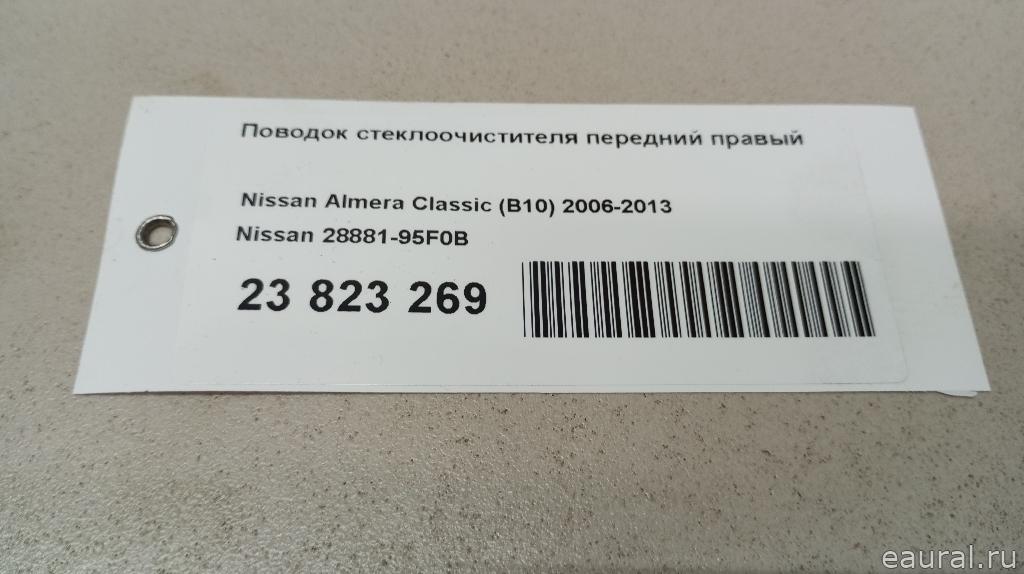 Поводок стеклоочистителя передний правый
Nissan Almera Classic (B10) 2006-2013
Nissan 28881-95F0B
23 823 269
eaural.ru